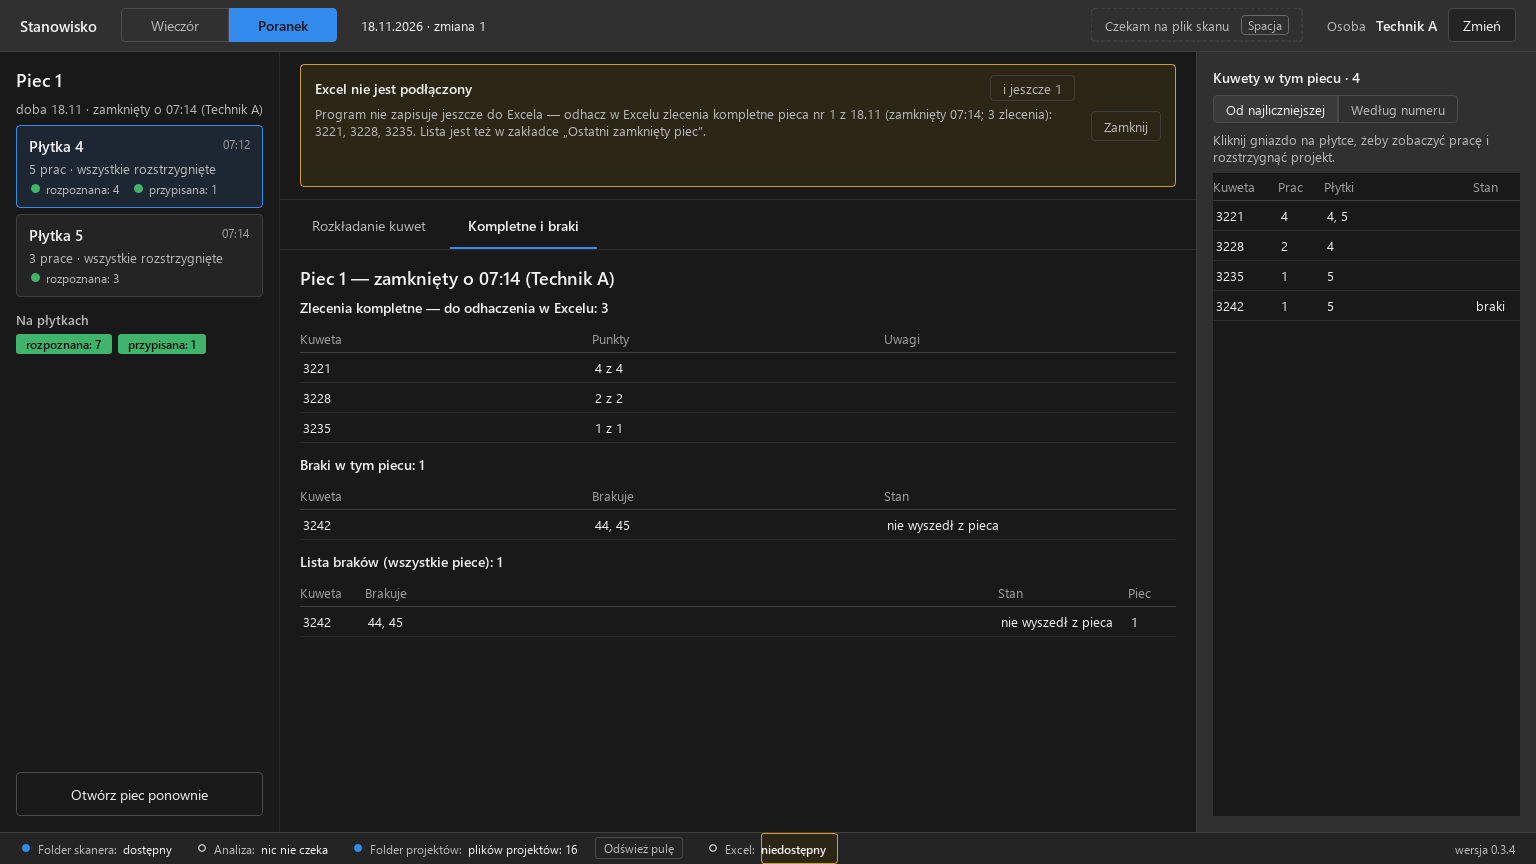 Stanowisko
Wieczór
Poranek
18.11.2026 · zmiana 1
Czekam na plik skanu
Spacja
Osoba
Technik A
Zmień
Piec 1
doba 18.11 · zamknięty o 07:14 (Technik A)
Płytka 4
07:12
5 prac · wszystkie rozstrzygnięte
rozpoznana: 4
przypisana: 1
Płytka 5
07:14
3 prace · wszystkie rozstrzygnięte
rozpoznana: 3
Na płytkach
rozpoznana: 7
przypisana: 1
Otwórz piec ponownie
Excel nie jest podłączony
i jeszcze 1
Program nie zapisuje jeszcze do Excela — odhacz w Excelu zlecenia kompletne pieca nr 1 z 18.11 (zamknięty 07:14; 3 zlecenia):
3221, 3228, 3235. Lista jest też w zakładce „Ostatni zamknięty piec”.
Zamknij
Rozkładanie kuwet
Kompletne i braki
Piec 1 — zamknięty o 07:14 (Technik A)
Zlecenia kompletne — do odhaczenia w Excelu: 3
Kuweta Punkty Uwagi
3221 4 z 4
3228 2 z 2
3235 1 z 1
Braki w tym piecu: 1
Kuweta Brakuje Stan
3242 44, 45 nie wyszedł z pieca
Lista braków (wszystkie piece): 1
Kuweta Brakuje Stan Piec
3242 44, 45 nie wyszedł z pieca 1
Kuwety w tym piecu · 4
Od najliczniejszej
Według numeru
Kliknij gniazdo na płytce, żeby zobaczyć pracę i
rozstrzygnąć projekt.
Kuweta Prac Płytki Stan
3221 4 4, 5
3228 2 4
3235 1 5
3242 1 5 braki
Folder skanera: dostępny
Analiza: nic nie czeka
Folder projektów: plików projektów: 16
Odśwież pulę
Excel: niedostępny
wersja 0.3.4